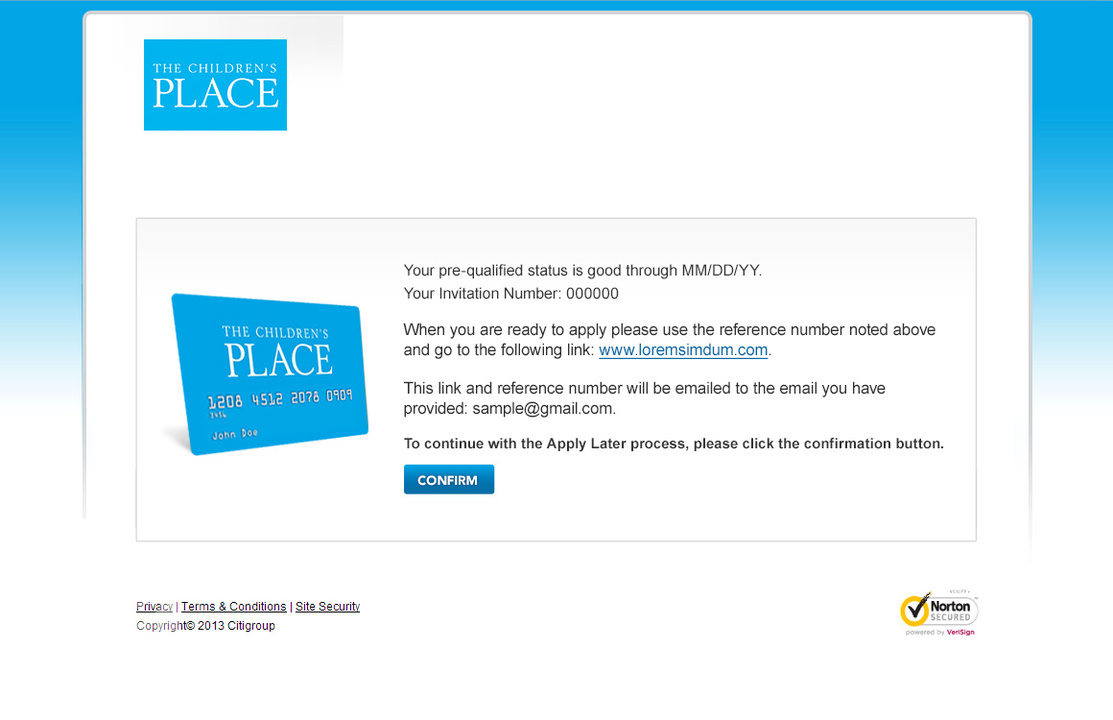 THE CHILDREN'S
PLACE
Your pre-qualified status is good through MM/DD/YY.
Your Invitation Number: 000000
When you are ready to apply please use the reference number noted above
and go to the following link: www.loremsimdum.com.
This link and reference number will be emailed to the email you have
provided: sample@gmail.com.
To continue with the Apply Later process, please click the confirmation button.
CONFIRM
THE CHILDREN'S
PLACE
1208 4512 2078 0909
John Doe
Privacy | Terms & Conditions | Site Security
Copyright© 2013 Citigroup
Norton
SECURED
powered by VeriSign